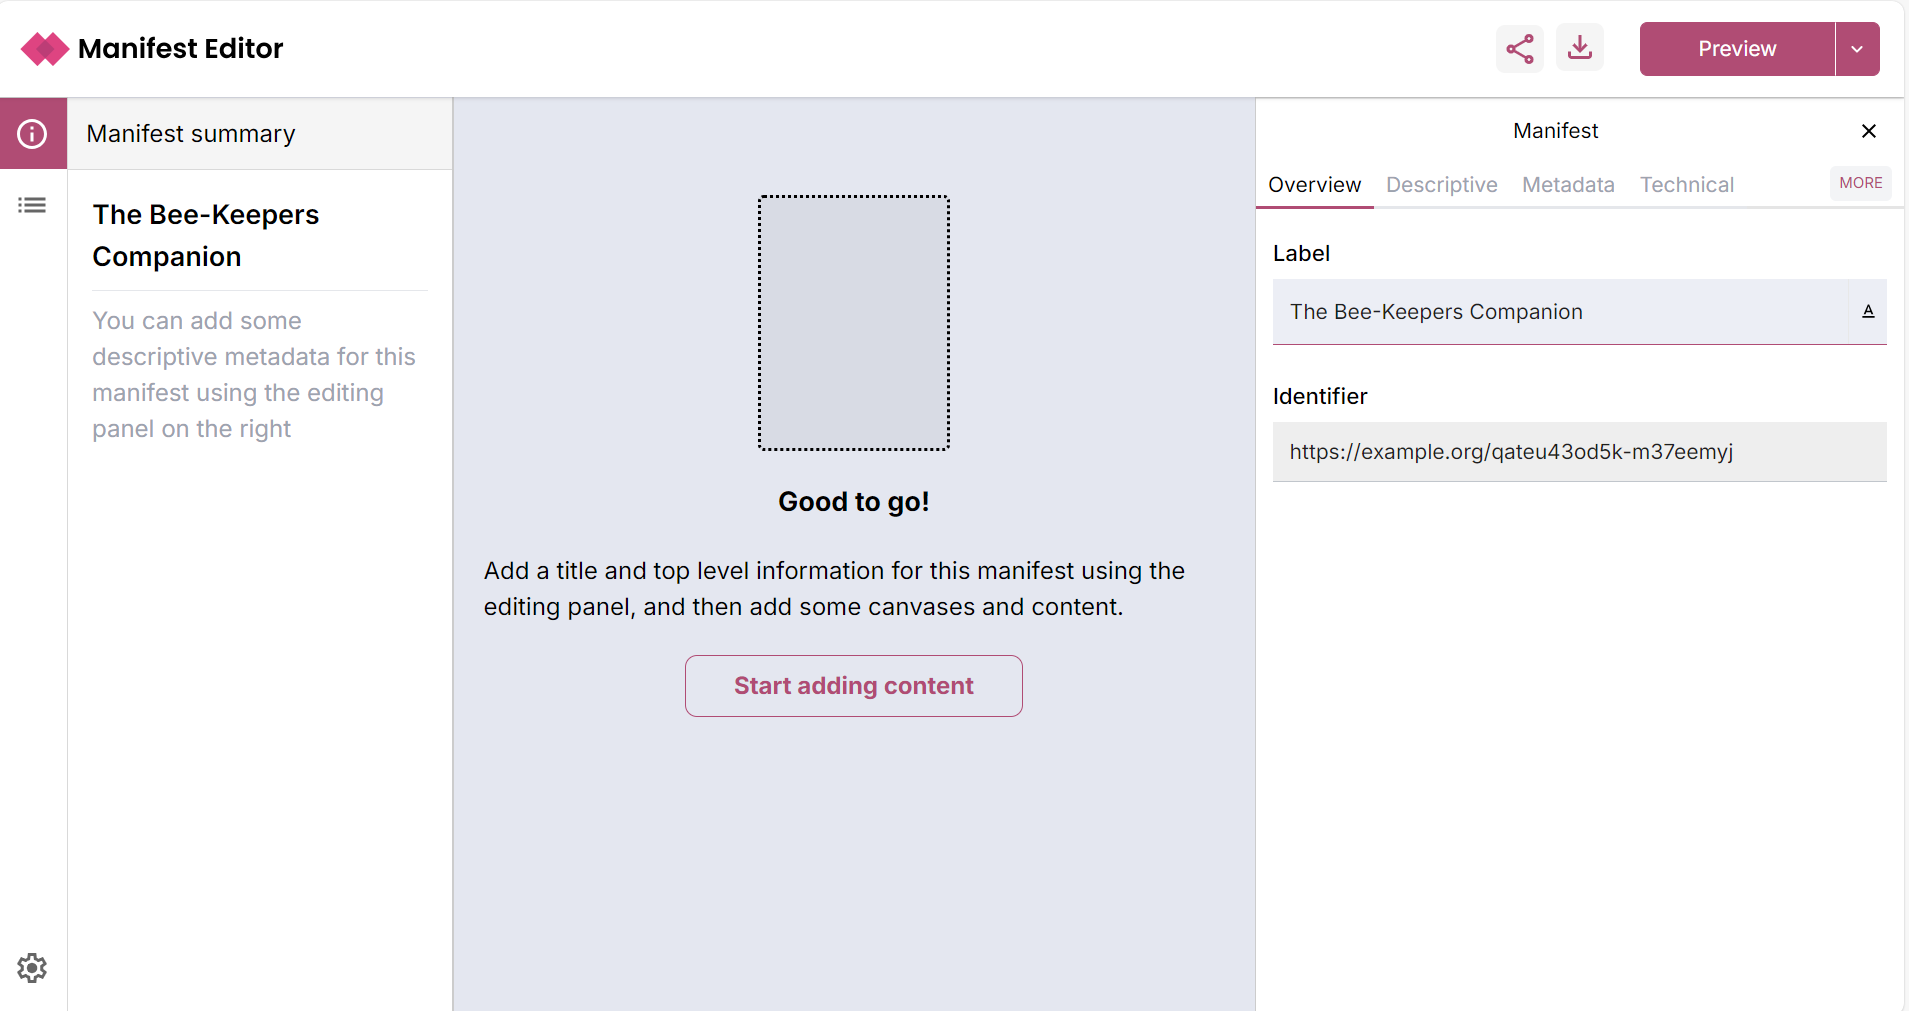 Manifest Editor
Preview
Manifest summary
The Bee-Keepers
Companion
You can add some
descriptive metadata for this
manifest using the editing
panel on the right
Good to go!
Add a title and top level information for this manifest using the
editing panel, and then add some canvases and content.
Start adding content
Manifest
Overview Descriptive Metadata Technical MORE
Label
The Bee-Keepers Companion A
Identifier
https://example.org/qateu43od5k-m37eemyj